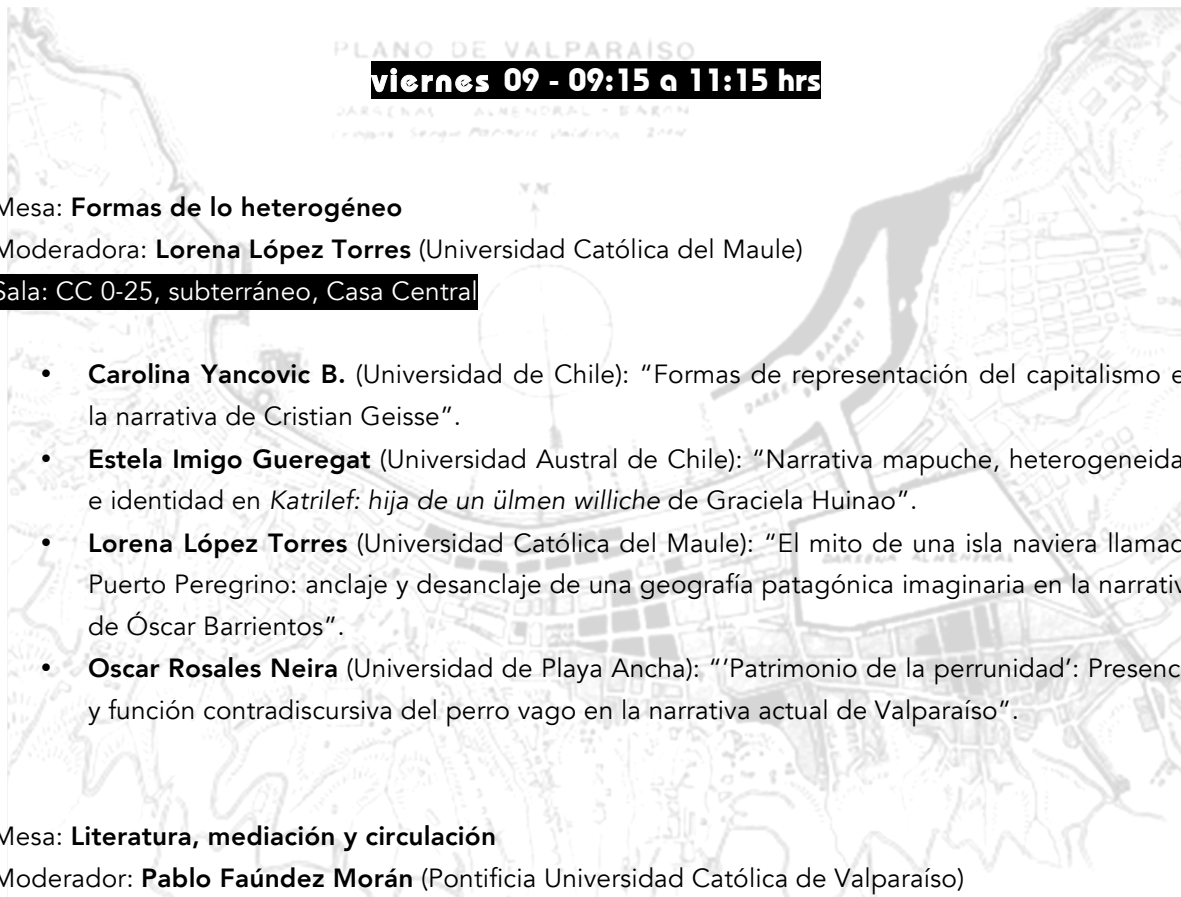 PLANO DE VALPARAÍSO
viernes 09 - 09:15 a 11:15 hrs
Mesa: Formas de lo heterogéneo
Moderadora: Lorena López Torres (Universidad Católica del Maule)
Sala: CC 0-25, subterráneo, Casa Central
• Carolina Yancovic B. (Universidad de Chile): “Formas de representación del capitalismo e
la narrativa de Cristian Geisse”.
• Estela Imigo Gueregat (Universidad Austral de Chile): “Narrativa mapuche, heterogeneida
e identidad en Katrilef: hija de un ülmen williche de Graciela Huinao”.
• Lorena López Torres (Universidad Católica del Maule): “El mito de una isla naviera llamad
Puerto Peregrino: anclaje y desanclaje de una geografía patagónica imaginaria en la narrativ
de Óscar Barrientos”.
• Oscar Rosales Neira (Universidad de Playa Ancha): “‘Patrimonio de la perrunidad’: Presenc
y función contradiscursiva del perro vago en la narrativa actual de Valparaíso”.
Mesa: Literatura, mediación y circulación
Moderador: Pablo Faúndez Morán (Pontificia Universidad Católica de Valparaíso)